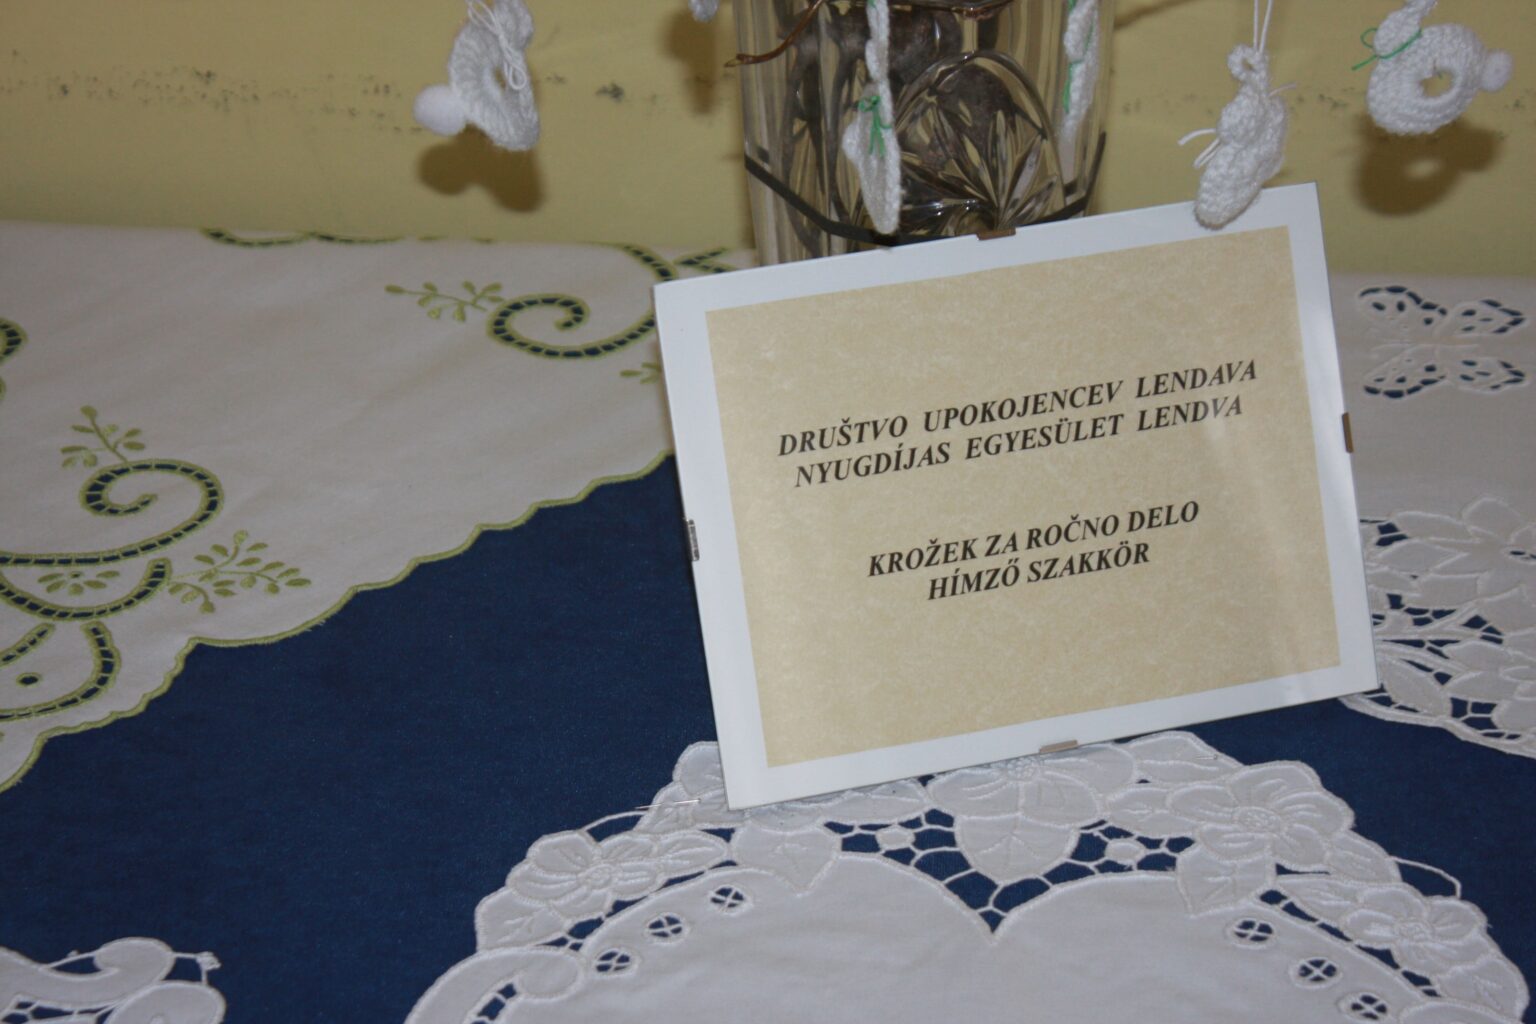 DRUŠTVO UPOKOJENCEV LENDAVA
NYUGDÍJAS EGYESÜLET LENDVA
KROŽEK ZA ROČNO DELO
HÍMZŐ SZAKKÖR